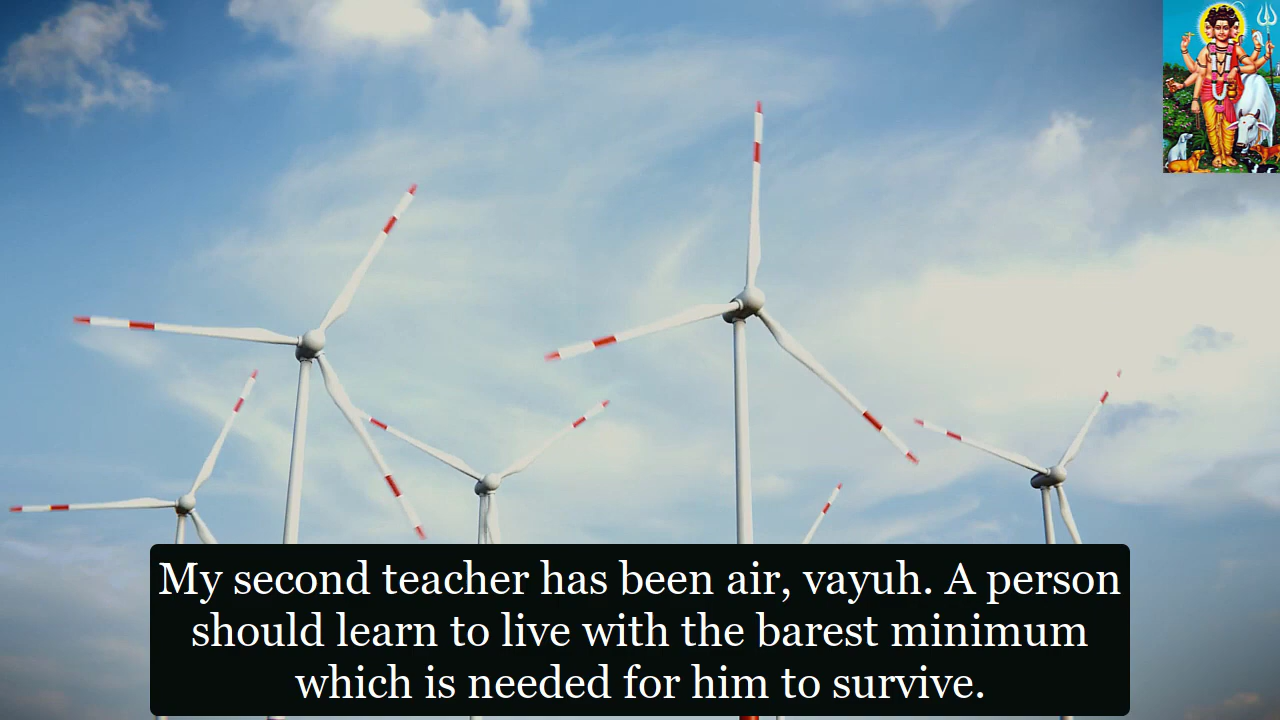 My second teacher has been air, vayuh. A person
should learn to live with the barest minimum
which is needed for him to survive.